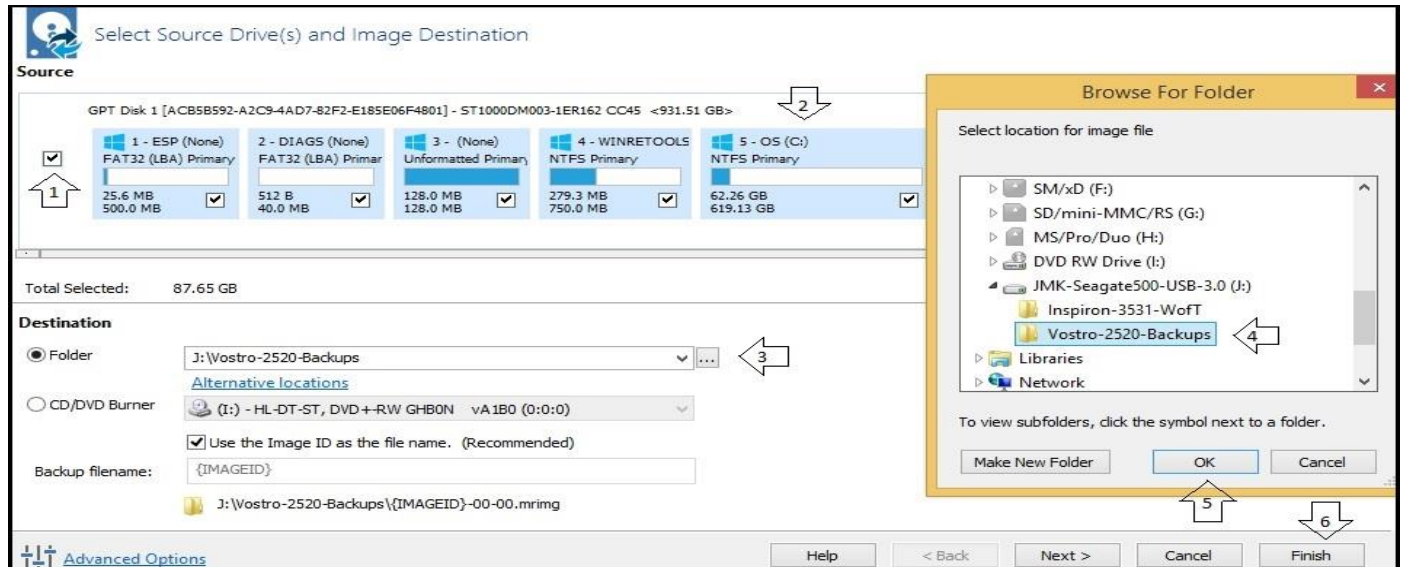 Select Source Drive(s) and Image Destination
Source
GPT Disk 1 [ACB5B592-A2C9-4AD7-82F2-E185E06F4801] - ST1000DM003-1ER162 CC45 <931.51 GB>
2
1 - ESP (None)
FAT32 (LBA) Primary
25.6 MB
500.0 MB
2 - DIAGS (None)
FAT32 (LBA) Primar
512 B
40.0 MB
3 - (None)
Unformatted Primary
128.0 MB
128.0 MB
4 - WINRETOOLS
NTFS Primary
279.3 MB
750.0 MB
5 - OS (C:)
NTFS Primary
62.26 GB
619.13 GB
1
Total Selected: 87.65 GB
Destination
Folder
J:\Vostro-2520-Backups
...
3
Alternative locations
CD/DVD Burner
(I:) - HL-DT-ST, DVD+-RW GHB0N vA1B0 (0:0:0)
Use the Image ID as the file name. (Recommended)
Backup filename: {IMAGEID}
J:\Vostro-2520-Backups\{IMAGEID}-00-00.mrimg
Advanced Options
Help
< Back
Next >
Cancel
Finish
6
Browse For Folder
Select location for image file
SM/xD (F:)
SD/mini-MMC/RS (G:)
MS/Pro/Duo (H:)
DVD RW Drive (I:)
JMK-Seagate500-USB-3.0 (J:)
Inspiron-3531-WofT
Vostro-2520-Backups
4
Libraries
Network
To view subfolders, click the symbol next to a folder.
Make New Folder
OK
Cancel
5